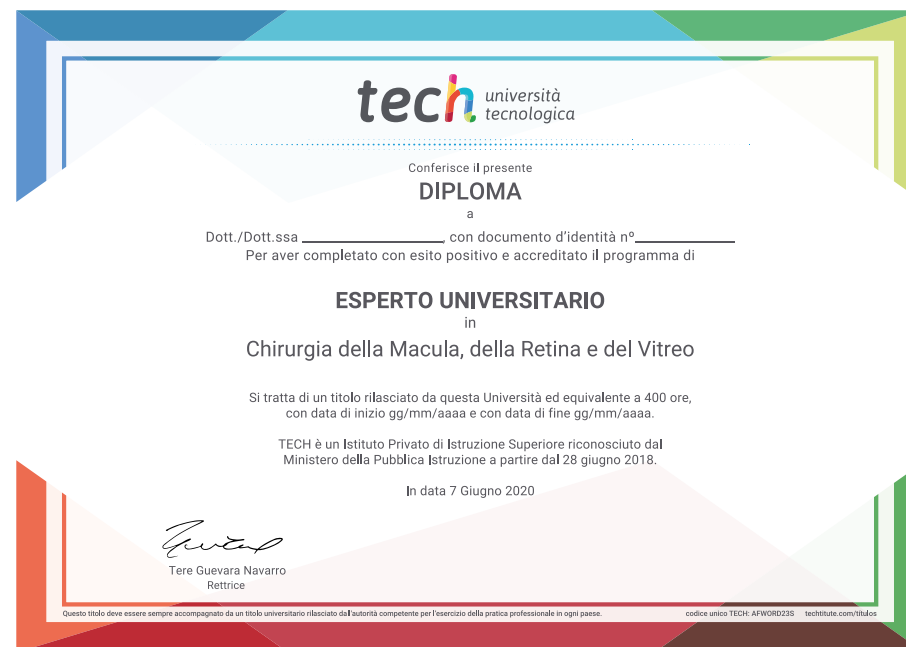 tech università
tecnologica
Conferisce il presente
DIPLOMA
a
Dott./Dott.ssa ____________________, con documento d'identità nº______________
Per aver completato con esito positivo e accreditato il programma di
ESPERTO UNIVERSITARIO
in
Chirurgia della Macula, della Retina e del Vitreo
Si tratta di un titolo rilasciato da questa Università ed equivalente a 400 ore,
con data di inizio gg/mm/aaaa e con data di fine gg/mm/aaaa.
TECH è un Istituto Privato di Istruzione Superiore riconosciuto dal
Ministero della Pubblica Istruzione a partire dal 28 giugno 2018.
In data 7 Giugno 2020
Tere Guevara Navarro
Rettrice
Questo titolo deve essere sempre accompagnato da un titolo universitario rilasciato dall'autorità competente per l'esercizio della pratica professionale in ogni paese. codice unico TECH: AFWORD23S techtitute.com/titulos